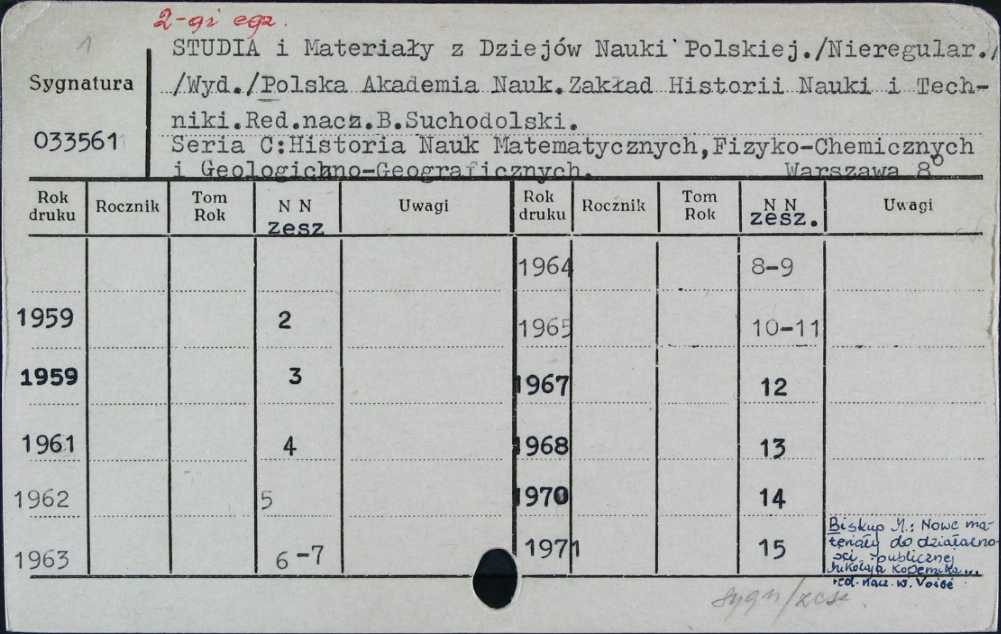 2-gi egz.
1
STUDIA i Materiały z Dziejów Nauki Polskiej./Nieregular./
Sygnatura
/Wyd./Polska Akademia Nauk.Zakład Historii Nauki i Tech-
niki.Red.nacz.B.Suchodolski.
033561
Seria C:Historia Nauk Matematycznych,Fizyko-Chemicznych
i Geologiczno-Geograficznych. Warszawa 8°
Rok druku Rocznik Tom Rok N N zesz Uwagi Rok druku Rocznik Tom Rok N N zesz. Uwagi
1964 8-9
1959 2 1965 10-11
1959 3 1967 12
1961 4 1968 13
1962 5 1970 14
1963 6-7 1971 15
Biskup M.: Nowe ma-
teriały do działalno-
ści publicznej
Mikołaja Kopernika...
red. nacz. W. Voisé
sygn/zesz.